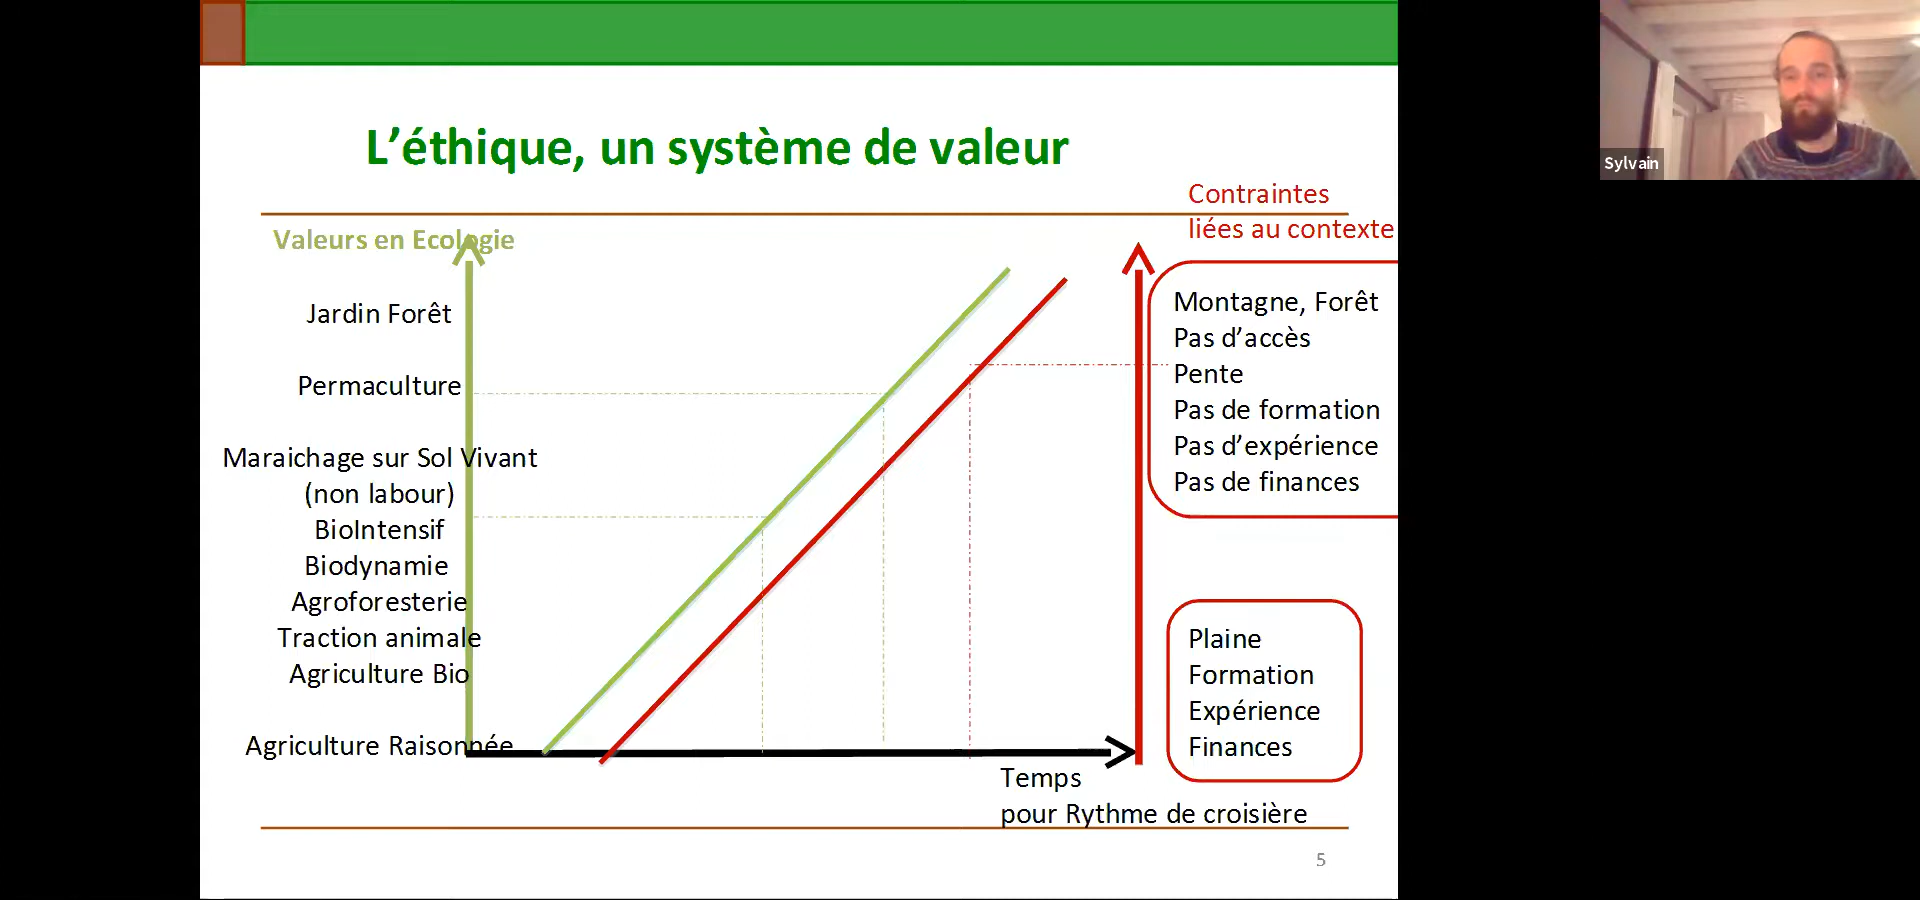 L’éthique, un système de valeur
Valeurs en Ecologie
Jardin Forêt
Permaculture
Maraichage sur Sol Vivant
(non labour)
BioIntensif
Biodynamie
Agroforesterie
Traction animale
Agriculture Bio
Agriculture Raisonnée
Contraintes
liées au contexte
Montagne, Forêt
Pas d’accès
Pente
Pas de formation
Pas d’expérience
Pas de finances
Plaine
Formation
Expérience
Finances
Temps
pour Rythme de croisière
5
Sylvain